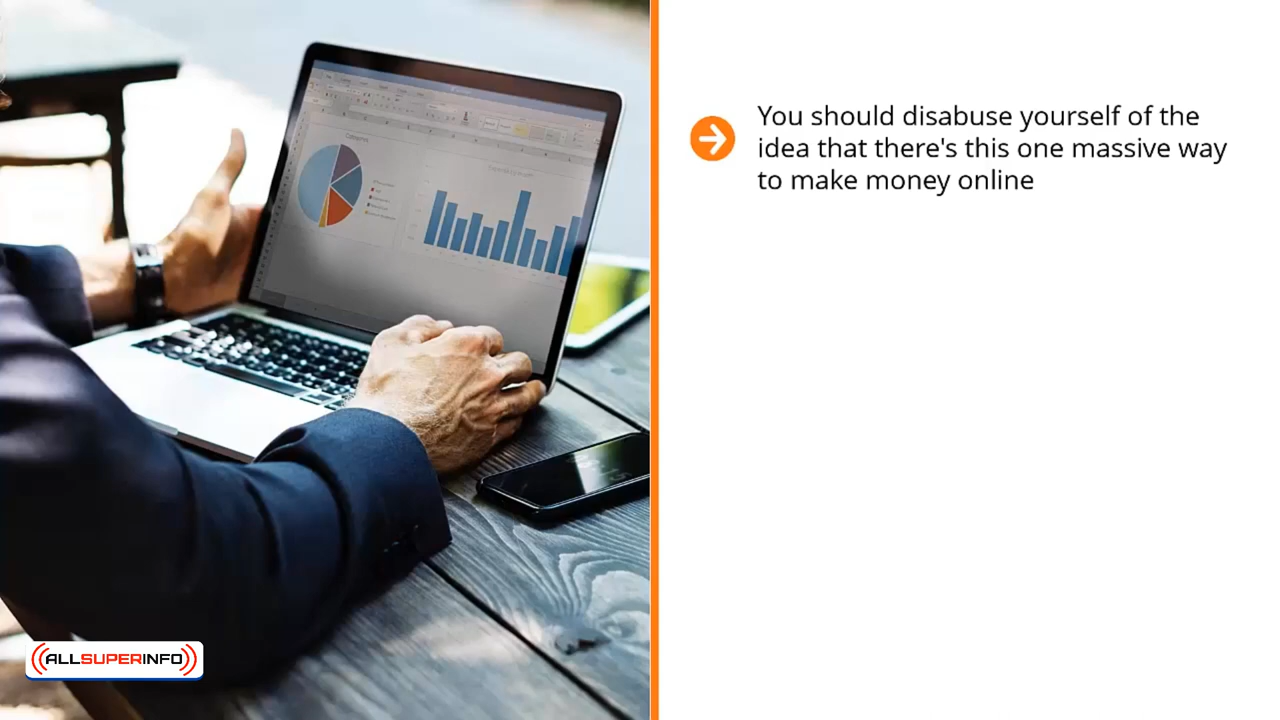 You should disabuse yourself of the
idea that there's this one massive way
to make money online
ALLSUPERINFO